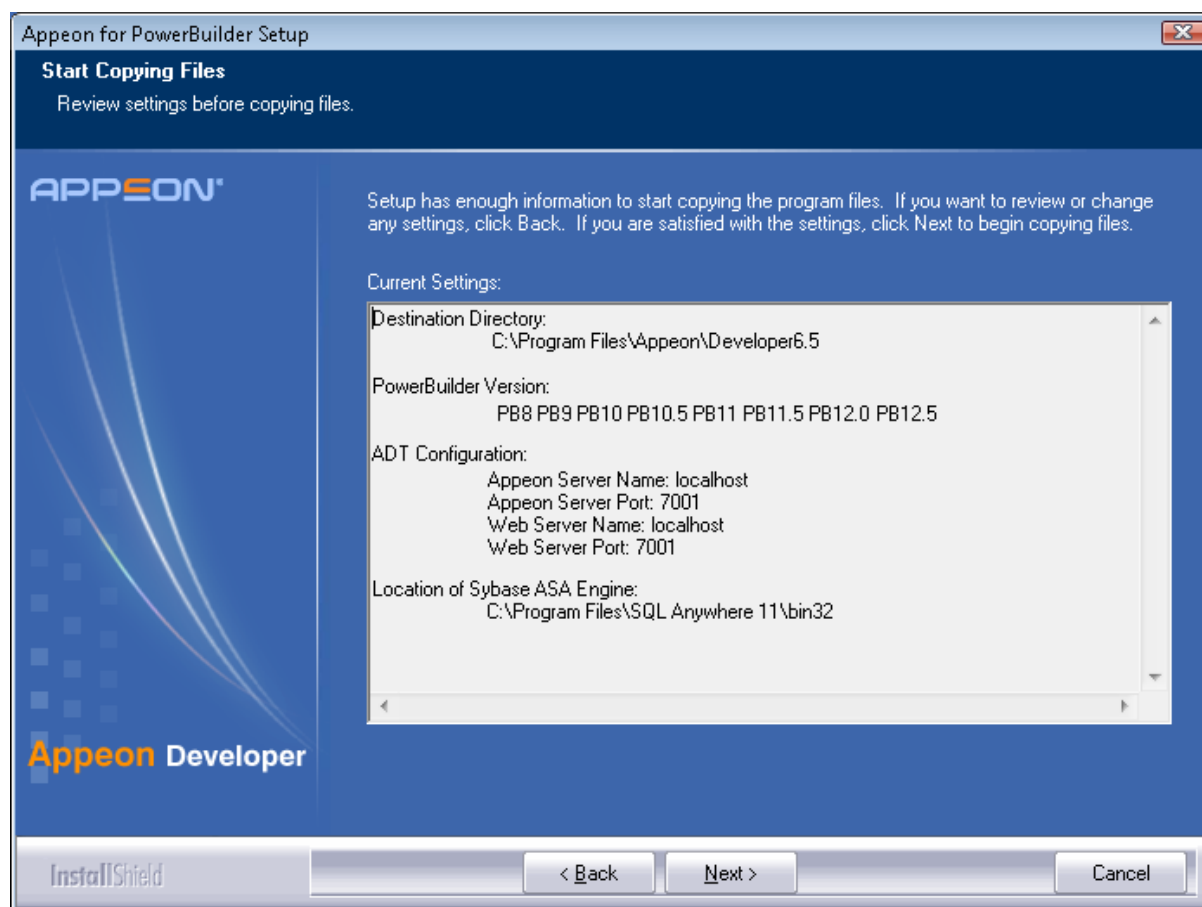 Appeon for PowerBuilder Setup
Start Copying Files
Review settings before copying files.
APPEON®
Setup has enough information to start copying the program files. If you want to review or change
any settings, click Back. If you are satisfied with the settings, click Next to begin copying files.
Current Settings:
Destination Directory:
C:\Program Files\Appeon\Developer6.5
PowerBuilder Version:
PB8 PB9 PB10 PB10.5 PB11 PB11.5 PB12.0 PB12.5
ADT Configuration:
Appeon Server Name: localhost
Appeon Server Port: 7001
Web Server Name: localhost
Web Server Port: 7001
Location of Sybase ASA Engine:
C:\Program Files\SQL Anywhere 11\bin32
Appeon Developer
InstallShield
< Back
Next >
Cancel